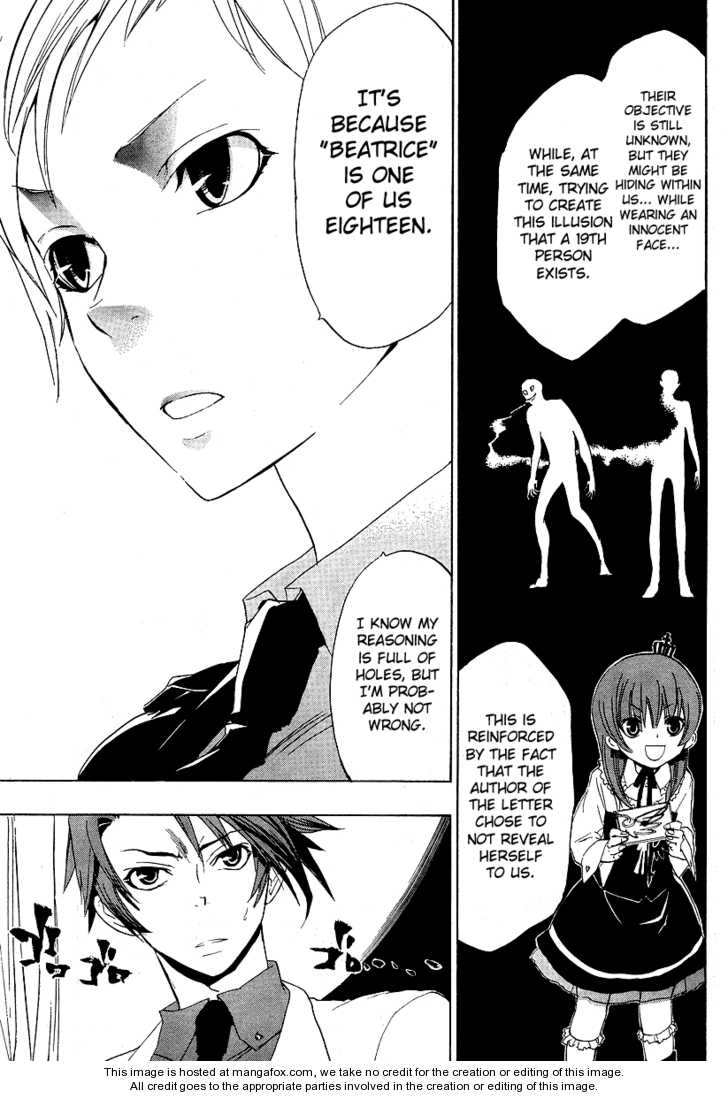 THEIR
OBJECTIVE
IS STILL
UNKNOWN,
BUT THEY
MIGHT BE
HIDING WITHIN
US... WHILE
WEARING AN
INNOCENT
FACE...
WHILE, AT
THE SAME
TIME, TRYING
TO CREATE
THIS ILLUSION
THAT A 19TH
PERSON
EXISTS.
THIS IS
REINFORCED
BY THE FACT
THAT THE
AUTHOR OF
THE LETTER
CHOSE TO
NOT REVEAL
HERSELF
TO US.
IT'S
BECAUSE
"BEATRICE"
IS ONE
OF US
EIGHTEEN.
I KNOW MY
REASONING
IS FULL OF
HOLES, BUT
I'M PROB-
ABLY NOT
WRONG.
This image is hosted at mangafox.com, we take no credit for the creation or editing of this image.
All credit goes to the appropriate parties involved in the creation or editing of this image.